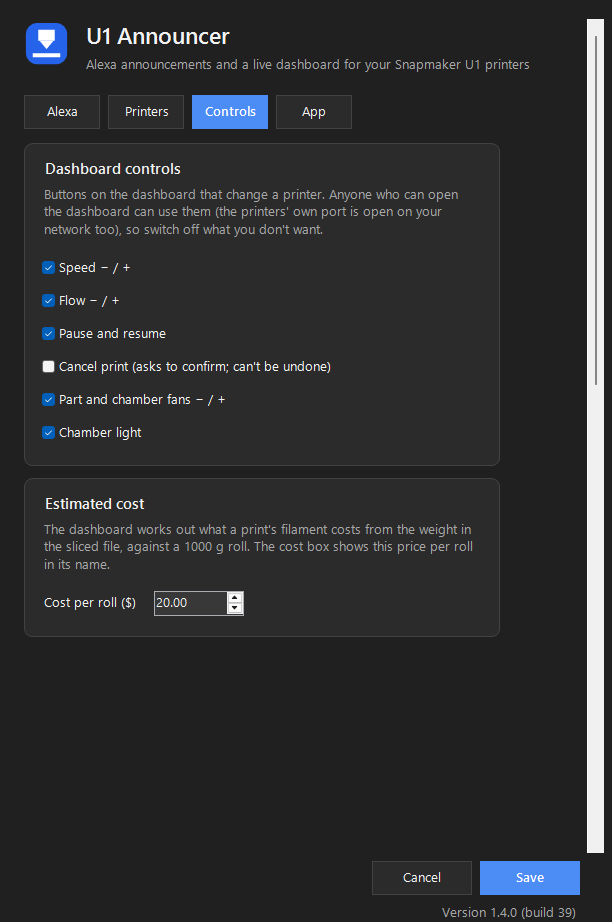 U1 Announcer
Alexa announcements and a live dashboard for your Snapmaker U1 printers
Alexa
Printers
Controls
App
Dashboard controls
Buttons on the dashboard that change a printer. Anyone who can open
the dashboard can use them (the printers' own port is open on your
network too), so switch off what you don't want.
Speed − / +
Flow − / +
Pause and resume
Cancel print (asks to confirm; can't be undone)
Part and chamber fans − / +
Chamber light
Estimated cost
The dashboard works out what a print's filament costs from the weight in
the sliced file, against a 1000 g roll. The cost box shows this price per roll
in its name.
Cost per roll ($)
20.00
Cancel
Save
Version 1.4.0 (build 39)